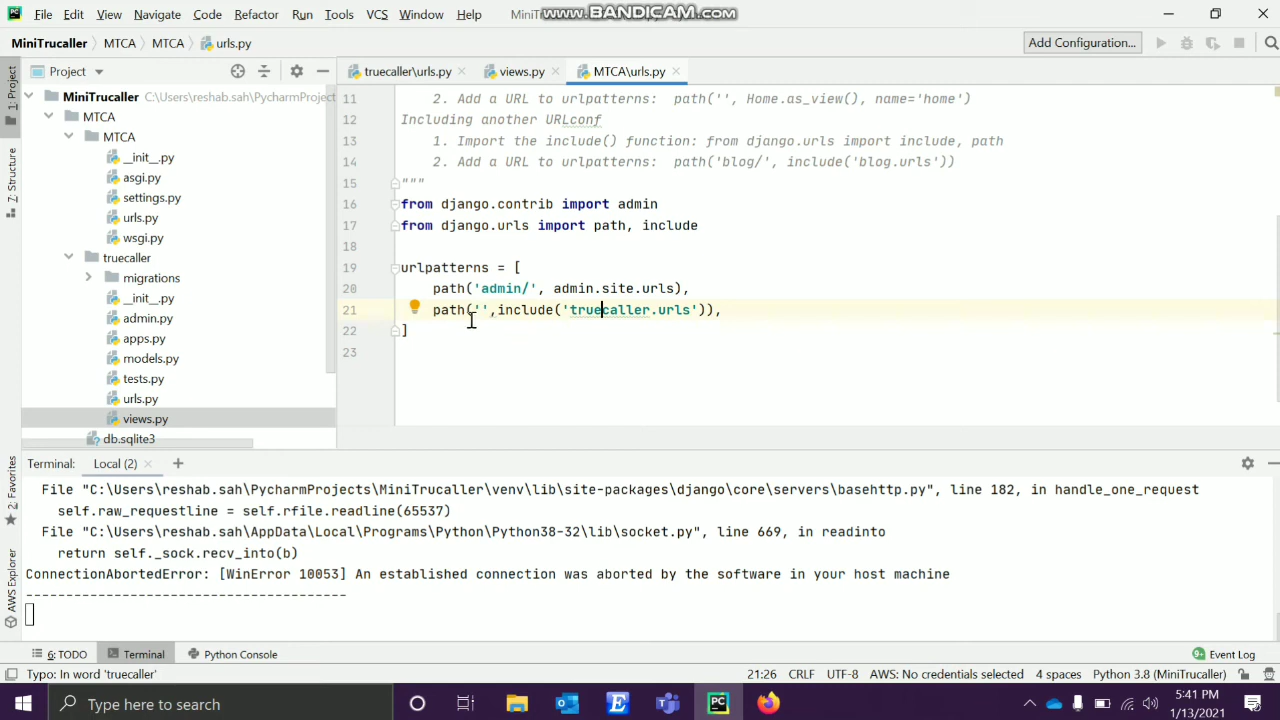 File Edit View Navigate Code Refactor Run Tools VCS Window Help
www.BANDICAM.com
MiniTrucaller MTCA MTCA urls.py
Add Configuration...
Project
truecaller\urls.py views.py MTCA\urls.py
MiniTrucaller C:\Users\reshab.sah\PycharmProject
MTCA
MTCA
__init__.py
asgi.py
settings.py
urls.py
wsgi.py
truecaller
migrations
__init__.py
admin.py
apps.py
models.py
tests.py
urls.py
views.py
db.sqlite3
1: Project
7: Structure
2: Favorites
AWS Explorer
11 2. Add a URL to urlpatterns: path('', Home.as_view(), name='home')
12 Including another URLconf
13 1. Import the include() function: from django.urls import include, path
14 2. Add a URL to urlpatterns: path('blog/', include('blog.urls'))
15 """
16 from django.contrib import admin
17 from django.urls import path, include
18
19 urlpatterns = [
20 path('admin/', admin.site.urls),
21 path('',include('truecaller.urls')),
22 ]
23
Terminal: Local (2)
File "C:\Users\reshab.sah\PycharmProjects\MiniTrucaller\venv\lib\site-packages\django\core\servers\basehttp.py", line 182, in handle_one_request
self.raw_requestline = self.rfile.readline(65537)
File "C:\Users\reshab.sah\AppData\Local\Programs\Python\Python38-32\lib\socket.py", line 669, in readinto
return self._sock.recv_into(b)
ConnectionAbortedError: [WinError 10053] An established connection was aborted by the software in your host machine
----------------------------------------
6: TODO Terminal Python Console
9+ Event Log
Typo: In word 'truecaller'
21:26 CRLF UTF-8 AWS: No credentials selected 4 spaces Python 3.8 (MiniTrucaller)
Type here to search
5:41 PM
1/13/2021